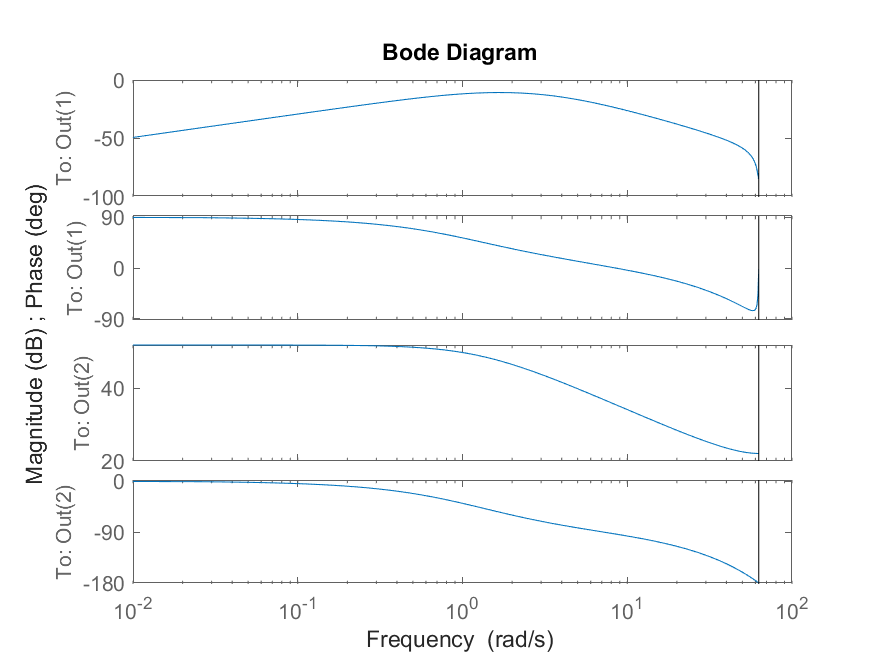 Bode Diagram
Magnitude (dB) ; Phase (deg)
To: Out(1)
0
-50
-100
To: Out(1)
90
0
-90
To: Out(2)
40
20
To: Out(2)
0
-90
-180
10^-2 10^-1 10^0 10^1 10^2
Frequency (rad/s)